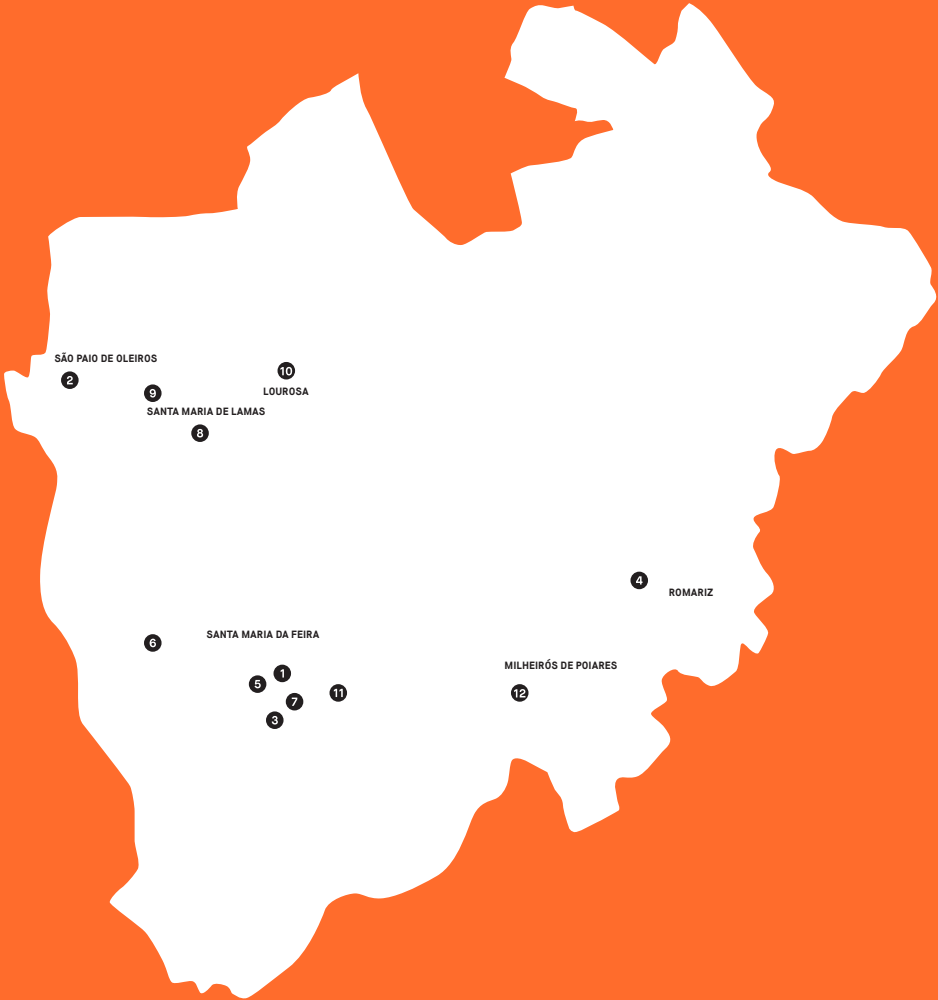 SÃO PAIO DE OLEIROS
2
9
10
LOUROSA
SANTA MARIA DE LAMAS
8
4
ROMARIZ
6
SANTA MARIA DA FEIRA
1
5
7
11
3
MILHEIRÓS DE POIARES
12